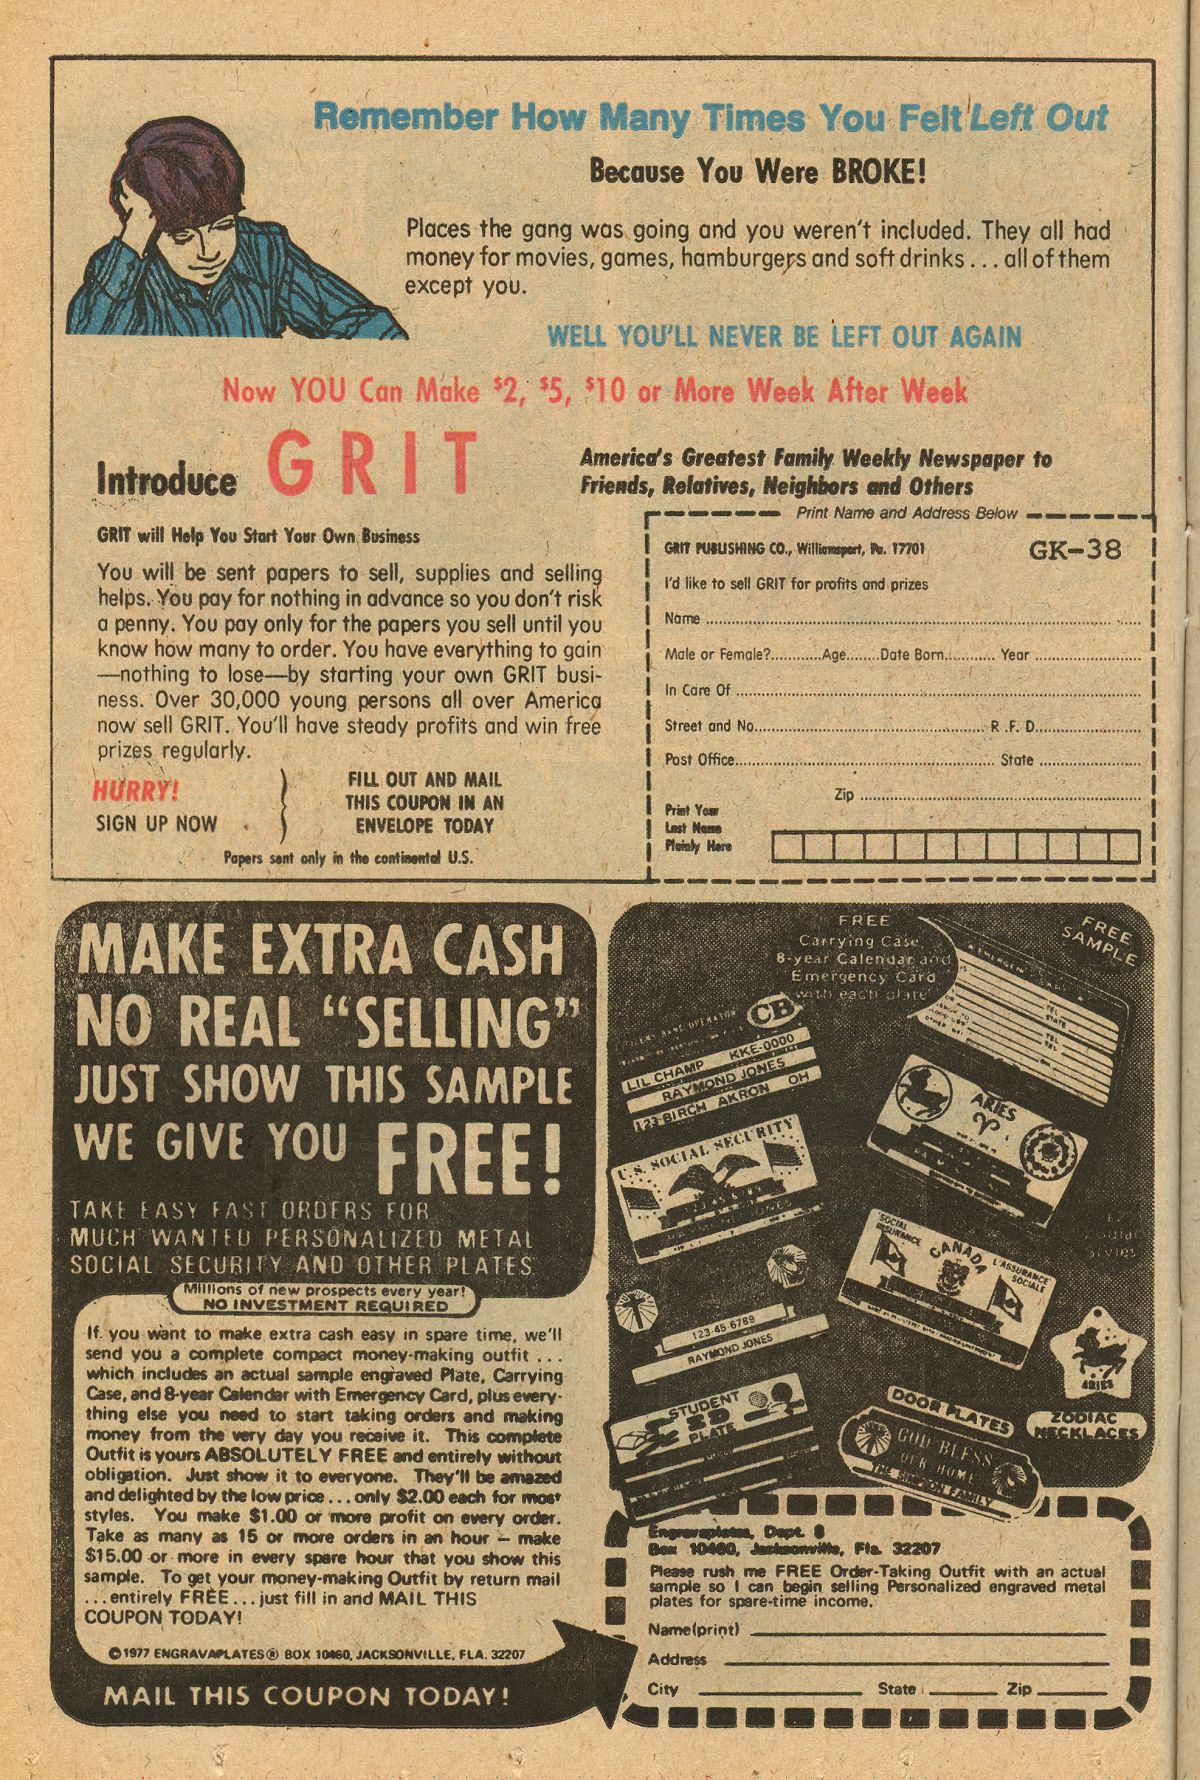 Remember How Many Times You Felt Left Out
Because You Were BROKE!
Places the gang was going and you weren't included. They all had
money for movies, games, hamburgers and soft drinks . . . all of them
except you.
WELL YOU'LL NEVER BE LEFT OUT AGAIN
Now YOU Can Make $2, $5, $10 or More Week After Week
Introduce GRIT
America's Greatest Family Weekly Newspaper to
Friends, Relatives, Neighbors and Others
GRIT will Help You Start Your Own Business
You will be sent papers to sell, supplies and selling
helps. You pay for nothing in advance so you don't risk
a penny. You pay only for the papers you sell until you
know how many to order. You have everything to gain
—nothing to lose—by starting your own GRIT busi-
ness. Over 30,000 young persons all over America
now sell GRIT. You'll have steady profits and win free
prizes regularly.
HURRY!
SIGN UP NOW
FILL OUT AND MAIL
THIS COUPON IN AN
ENVELOPE TODAY
Papers sent only in the continental U.S.
Print Name and Address Below
GRIT PUBLISHING CO., Williamsport, Pa. 17701 GK-38
I'd like to sell GRIT for profits and prizes
Name
Male or Female? Age Date Born Year
In Care Of
Street and No. R .F. D.
Post Office State
Zip
Print Your
Last Name
Plainly Here
MAKE EXTRA CASH
NO REAL "SELLING"
JUST SHOW THIS SAMPLE
WE GIVE YOU FREE!
TAKE EASY FAST ORDERS FOR
MUCH WANTED PERSONALIZED METAL
SOCIAL SECURITY AND OTHER PLATES
Millions of new prospects every year!
NO INVESTMENT REQUIRED
If you want to make extra cash easy in spare time, we'll
send you a complete compact money-making outfit . . .
which includes an actual sample engraved Plate, Carrying
Case, and 8-year Calendar with Emergency Card, plus every-
thing else you need to start taking orders and making
money from the very day you receive it. This complete
Outfit is yours ABSOLUTELY FREE and entirely without
obligation. Just show it to everyone. They'll be amazed
and delighted by the low price . . . only $2.00 each for most
styles. You make $1.00 or more profit on every order.
Take as many as 15 or more orders in an hour — make
$15.00 or more in every spare hour that you show this
sample. To get your money-making Outfit by return mail
. . . entirely FREE . . . just fill in and MAIL THIS
COUPON TODAY!
©1977 ENGRAVAPLATES® BOX 10460, JACKSONVILLE, FLA. 32207
MAIL THIS COUPON TODAY!
FREE
Carrying Case,
8-year Calendar and
Emergency Card
with each plate
FREE
SAMPLE
CB
LIL CHAMP KKE-0000
RAYMOND JONES
123 BIRCH AKRON OH
ARIES
U.S. SOCIAL SECURITY
123-45-6789
SOCIAL
INSURANCE
CANADA
L'ASSURANCE
SOCIALE
Zodiac
Styles
123-45-6789
RAYMOND JONES
STUDENT
ID
PLATE
ARIES
DOOR PLATES
GOD BLESS
OUR HOME
THE SIMPSON FAMILY
ZODIAC
NECKLACES
Engravaplates, Dept. 8
Box 10460, Jacksonville, Fla. 32207
Please rush me FREE Order-Taking Outfit with an actual
sample so I can begin selling Personalized engraved metal
plates for spare-time income.
Name(print)
Address
City State Zip